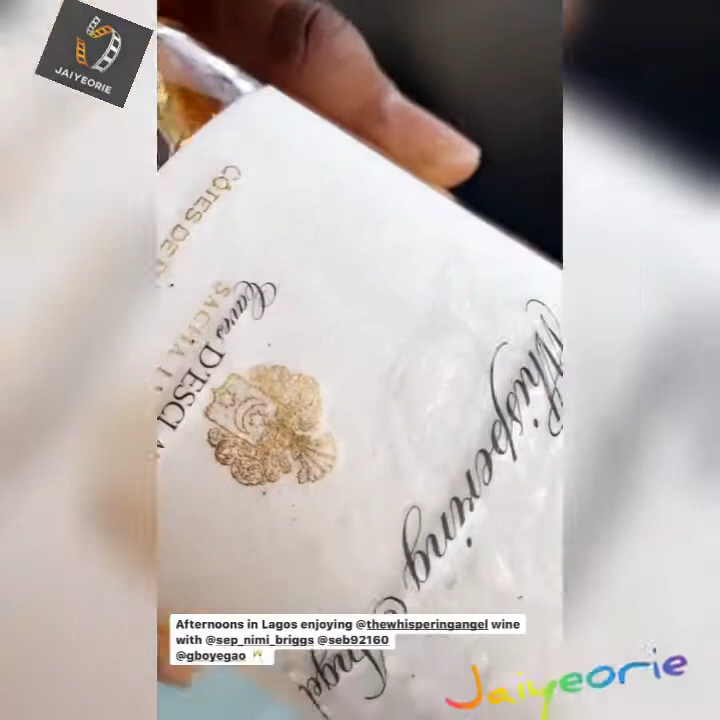 JAIYEORIE
CÔTES DE
SACHA
Caves D'ESCL
Whispering
Angel
Afternoons in Lagos enjoying @thewhisperingangel wine
with @sep_nimi_briggs @seb92160
@gboyegao 🥂
Jaiyeorie